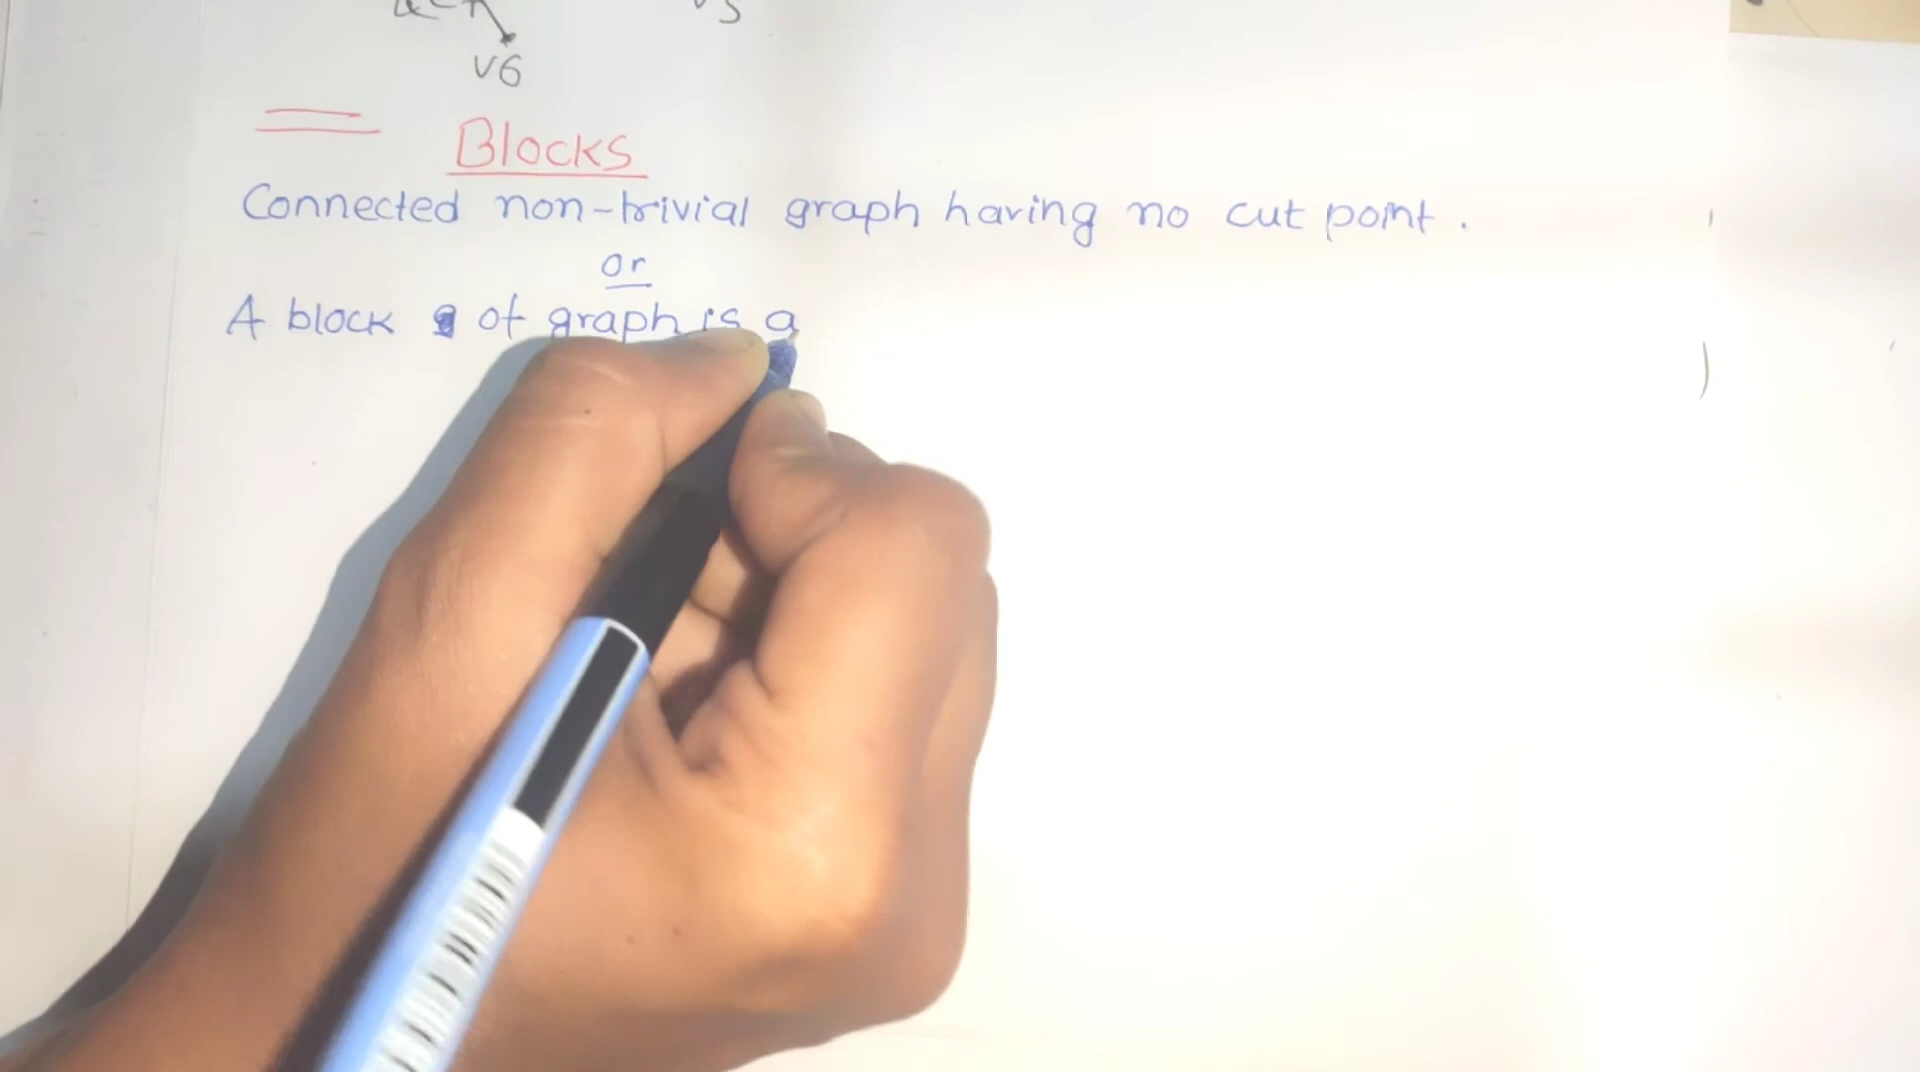 v6
Blocks
Connected non-trivial graph having no cut point.
or
A block of graph is a